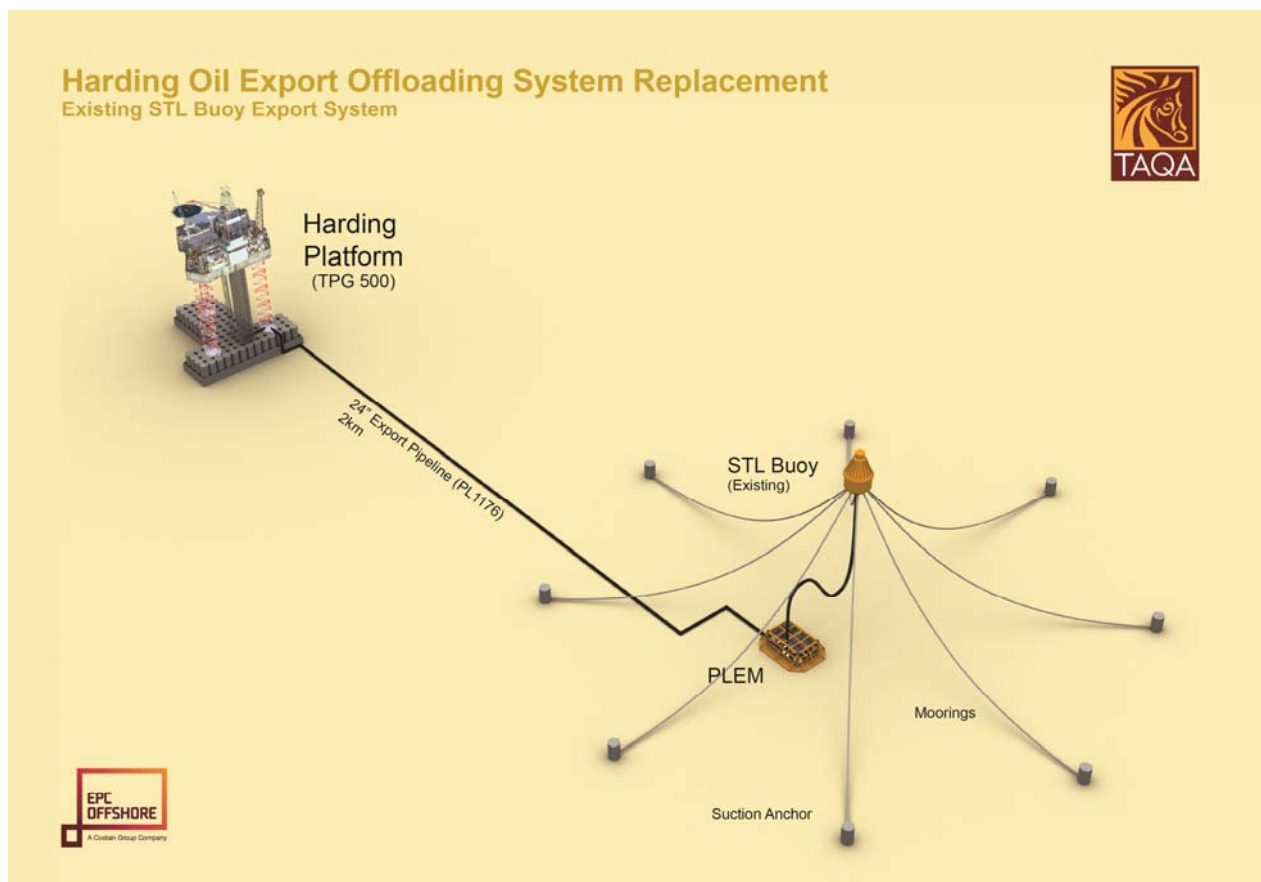 Harding Oil Export Offloading System Replacement
Existing STL Buoy Export System
TAQA
Harding
Platform
(TPG 500)
24" Export Pipeline (PL1176)
2km
STL Buoy
(Existing)
PLEM
Moorings
Suction Anchor
EPC
OFFSHORE
A Costain Group Company